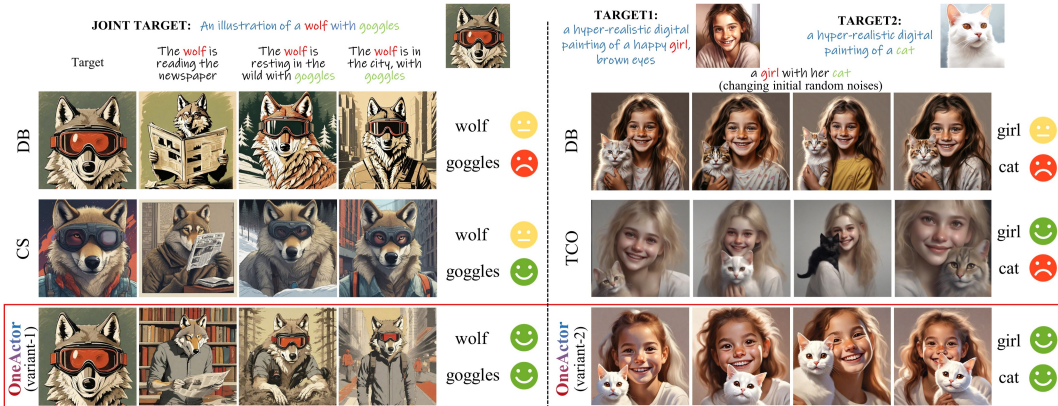 JOINT TARGET: An illustration of a wolf with goggles
Target
The wolf is
reading the
newspaper
The wolf is
resting in the
wild with goggles
The wolf is in
the city, with
goggles
DB
wolf
goggles
CS
wolf
goggles
OneActor
(variant-1)
wolf
goggles
TARGET1:
a hyper-realistic digital
painting of a happy girl,
brown eyes
TARGET2:
a hyper-realistic digital
painting of a cat
a girl with her cat
(changing initial random noises)
DB
girl
cat
TCO
girl
cat
OneActor
(variant-2)
girl
cat